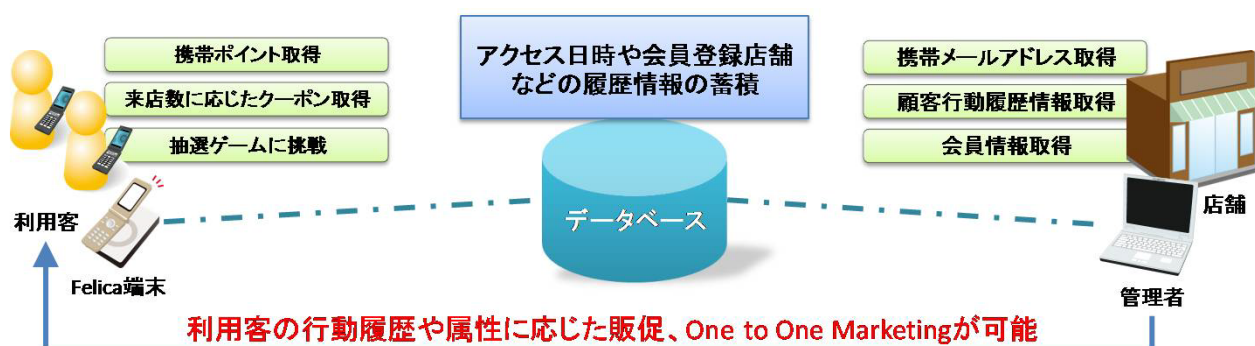 携帯ポイント取得
来店数に応じたクーポン取得
抽選ゲームに挑戦
利用客
Felica端末
アクセス日時や会員登録店舗
などの履歴情報の蓄積
データベース
携帯メールアドレス取得
顧客行動履歴情報取得
会員情報取得
店舗
管理者
利用客の行動履歴や属性に応じた販促、One to One Marketingが可能